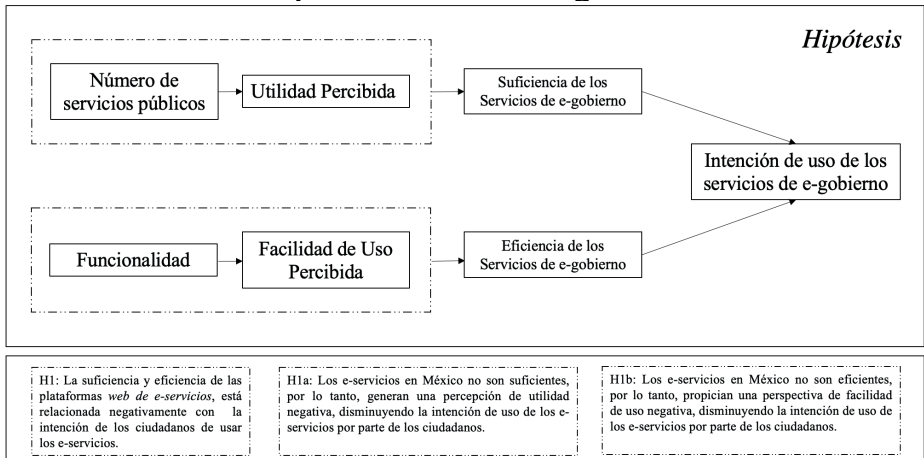 Hipótesis
Número de
servicios públicos
Utilidad Percibida
Suficiencia de los
Servicios de e-gobierno
Intención de uso de los
servicios de e-gobierno
Funcionalidad
Facilidad de Uso
Percibida
Eficiencia de los
Servicios de e-gobierno
H1: La suficiencia y eficiencia de las
plataformas web de e-servicios, está
relacionada negativamente con la
intención de los ciudadanos de usar
los e-servicios.
H1a: Los e-servicios en México no son suficientes,
por lo tanto, generan una percepción de utilidad
negativa, disminuyendo la intención de uso de los e-
servicios por parte de los ciudadanos.
H1b: Los e-servicios en México no son eficientes,
por lo tanto, propician una perspectiva de facilidad
de uso negativa, disminuyendo la intención de uso de
los e-servicios por parte de los ciudadanos.